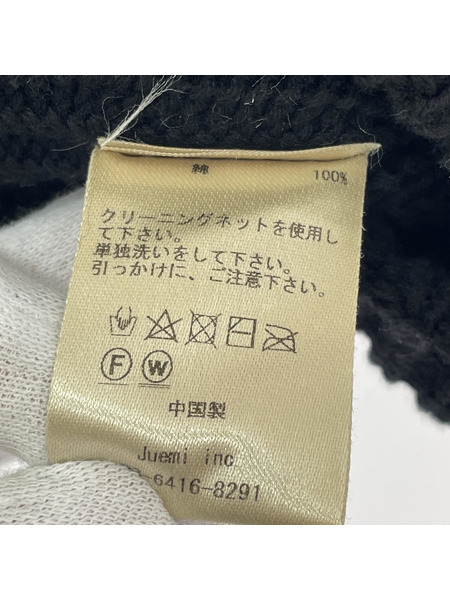 綿 100%
クリーニングネットを使用し
て下さい。
単独洗いをして下さい。
引っかけに、ご注意下さい。
F W
中国製
Juemi inc
-6416-8291